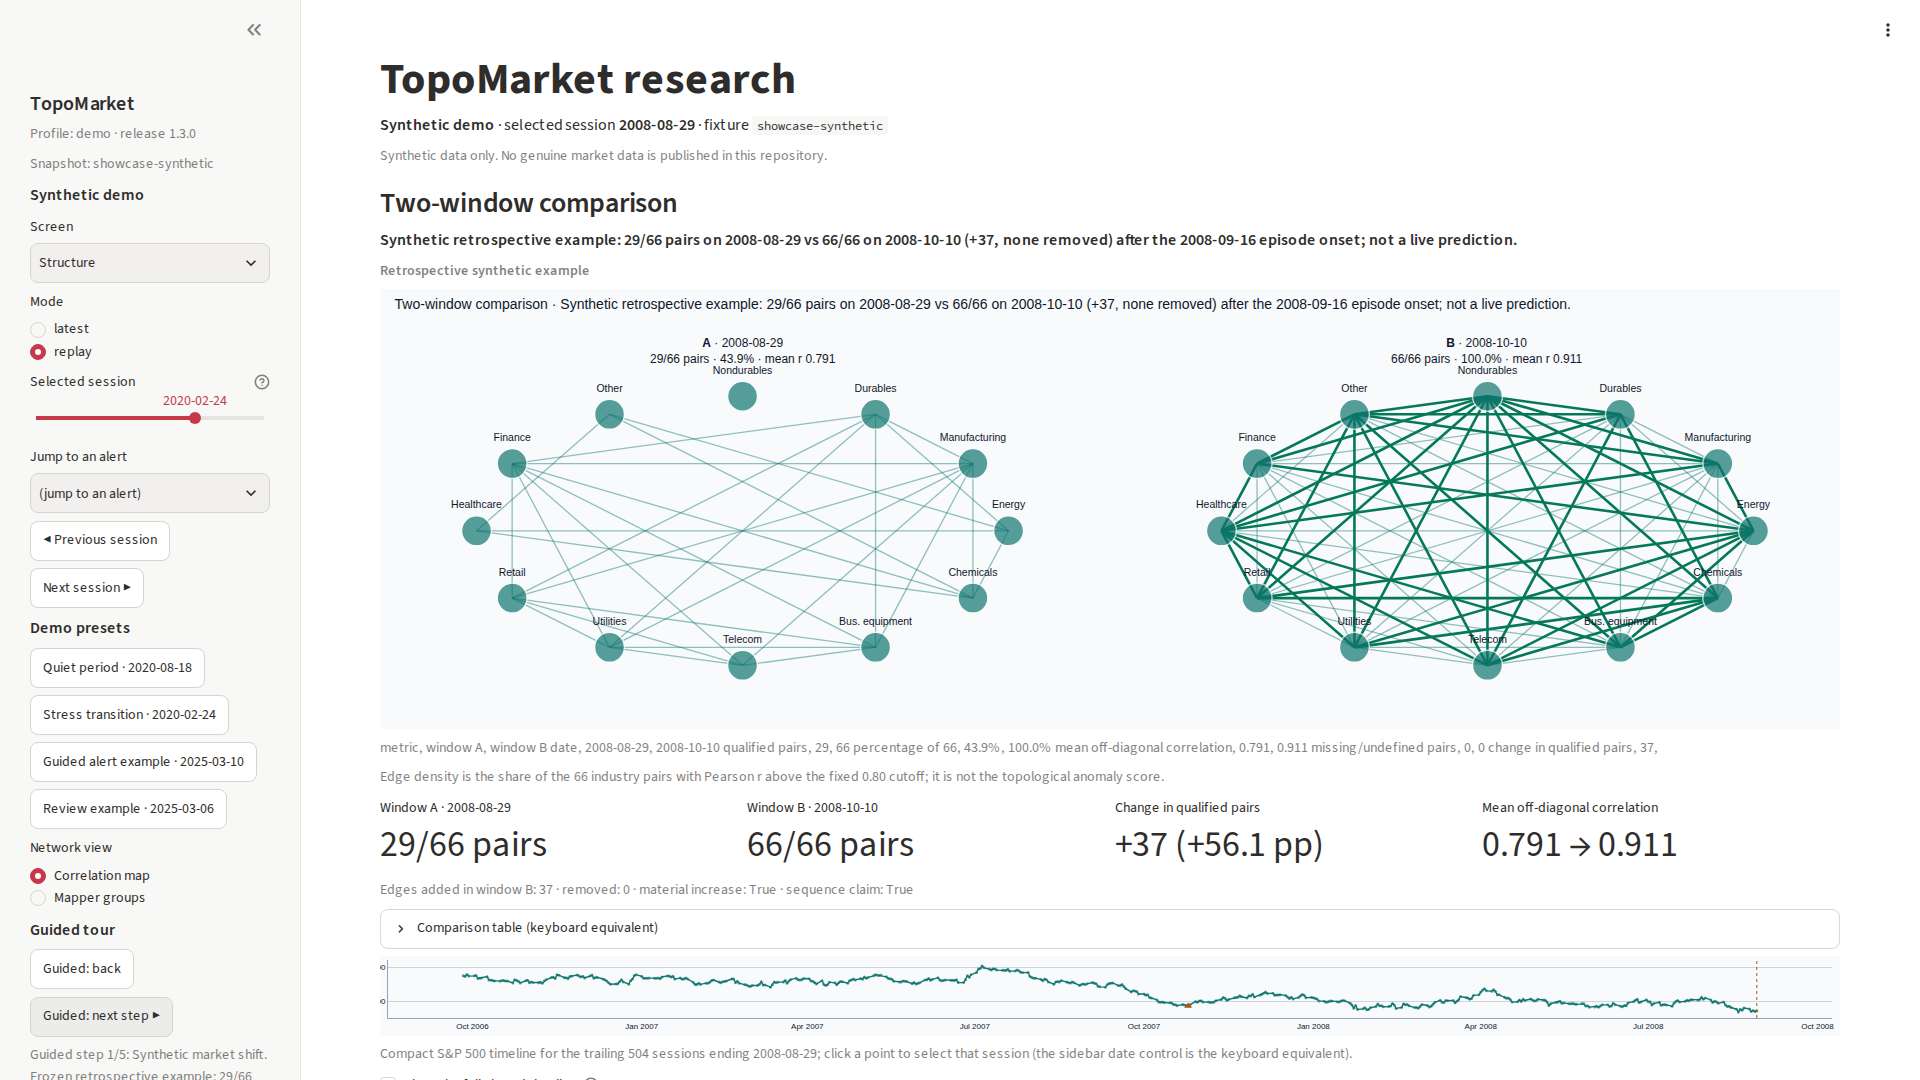 TopoMarket
Profile: demo · release 1.3.0
Snapshot: showcase-synthetic
Synthetic demo
Screen
Structure
Mode
latest
replay
Selected session
2020-02-24
Jump to an alert
(jump to an alert)
◂ Previous session
Next session ▸
Demo presets
Quiet period · 2020-08-18
Stress transition · 2020-02-24
Guided alert example · 2025-03-10
Review example · 2025-03-06
Network view
Correlation map
Mapper groups
Guided tour
Guided: back
Guided: next step ▸
Guided step 1/5: Synthetic market shift.
Frozen retrospective example: 29/66
TopoMarket research
Synthetic demo · selected session 2008-08-29 · fixture showcase-synthetic
Synthetic data only. No genuine market data is published in this repository.
Two-window comparison
Synthetic retrospective example: 29/66 pairs on 2008-08-29 vs 66/66 on 2008-10-10 (+37, none removed) after the 2008-09-16 episode onset; not a live prediction.
Retrospective synthetic example
Two-window comparison · Synthetic retrospective example: 29/66 pairs on 2008-08-29 vs 66/66 on 2008-10-10 (+37, none removed) after the 2008-09-16 episode onset; not a live prediction.
A · 2008-08-29
29/66 pairs · 43.9% · mean r 0.791
Nondurables
Other
Durables
Finance
Manufacturing
Healthcare
Energy
Retail
Chemicals
Utilities
Bus. equipment
Telecom
B · 2008-10-10
66/66 pairs · 100.0% · mean r 0.911
Nondurables
Other
Durables
Finance
Manufacturing
Healthcare
Energy
Retail
Chemicals
Utilities
Bus. equipment
Telecom
metric, window A, window B date, 2008-08-29, 2008-10-10 qualified pairs, 29, 66 percentage of 66, 43.9%, 100.0% mean off-diagonal correlation, 0.791, 0.911 missing/undefined pairs, 0, 0 change in qualified pairs, 37,
Edge density is the share of the 66 industry pairs with Pearson r above the fixed 0.80 cutoff; it is not the topological anomaly score.
Window A · 2008-08-29
29/66 pairs
Window B · 2008-10-10
66/66 pairs
Change in qualified pairs
+37 (+56.1 pp)
Mean off-diagonal correlation
0.791 → 0.911
Edges added in window B: 37 · removed: 0 · material increase: True · sequence claim: True
Comparison table (keyboard equivalent)
Oct 2006
Jan 2007
Apr 2007
Jul 2007
Oct 2007
Jan 2008
Apr 2008
Jul 2008
Oct 2008
Compact S&P 500 timeline for the trailing 504 sessions ending 2008-08-29; click a point to select that session (the sidebar date control is the keyboard equivalent).